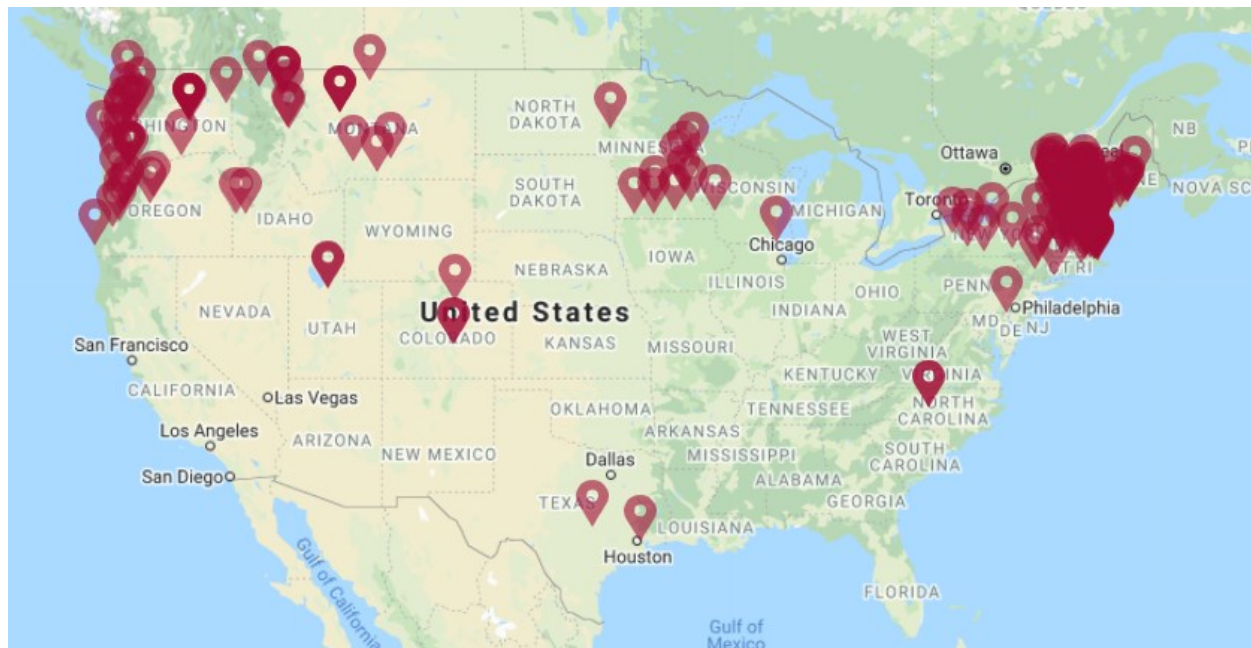 NORTH
DAKOTA
MINNESOTA
SOUTH
DAKOTA
WISCONSIN
MICHIGAN
MONTANA
OREGON
IDAHO
WYOMING
Ottawa
Toronto
NB
NOVA SC
Chicago
IOWA
NEBRASKA
ILLINOIS
INDIANA
OHIO
PENN
RI
Philadelphia
MD
DE
NJ
NEVADA
UTAH
COLORADO
United States
KANSAS
MISSOURI
WEST
VIRGINIA
KENTUCKY
VIRGINIA
San Francisco
CALIFORNIA
Las Vegas
Los Angeles
San Diego
ARIZONA
NEW MEXICO
OKLAHOMA
ARKANSAS
TENNESSEE
NORTH
CAROLINA
SOUTH
CAROLINA
MISSISSIPPI
ALABAMA
GEORGIA
Dallas
TEXAS
LOUISIANA
Houston
FLORIDA
Gulf of California
Gulf of
Mexico